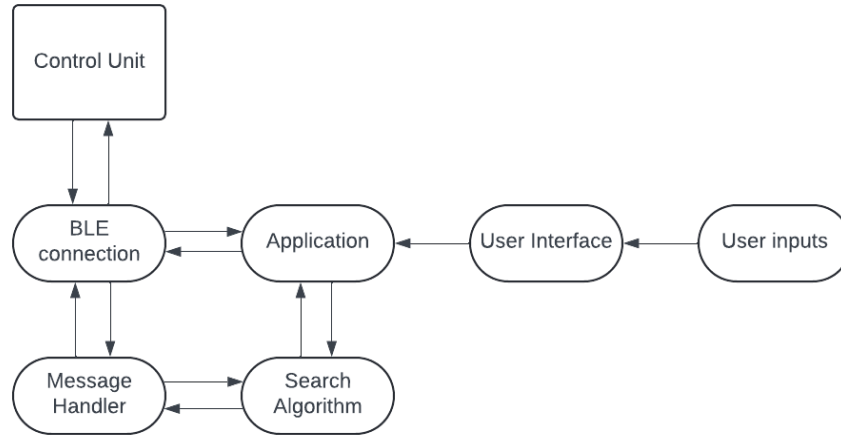 Control Unit
BLE
connection
Application
User Interface
User inputs
Message
Handler
Search
Algorithm